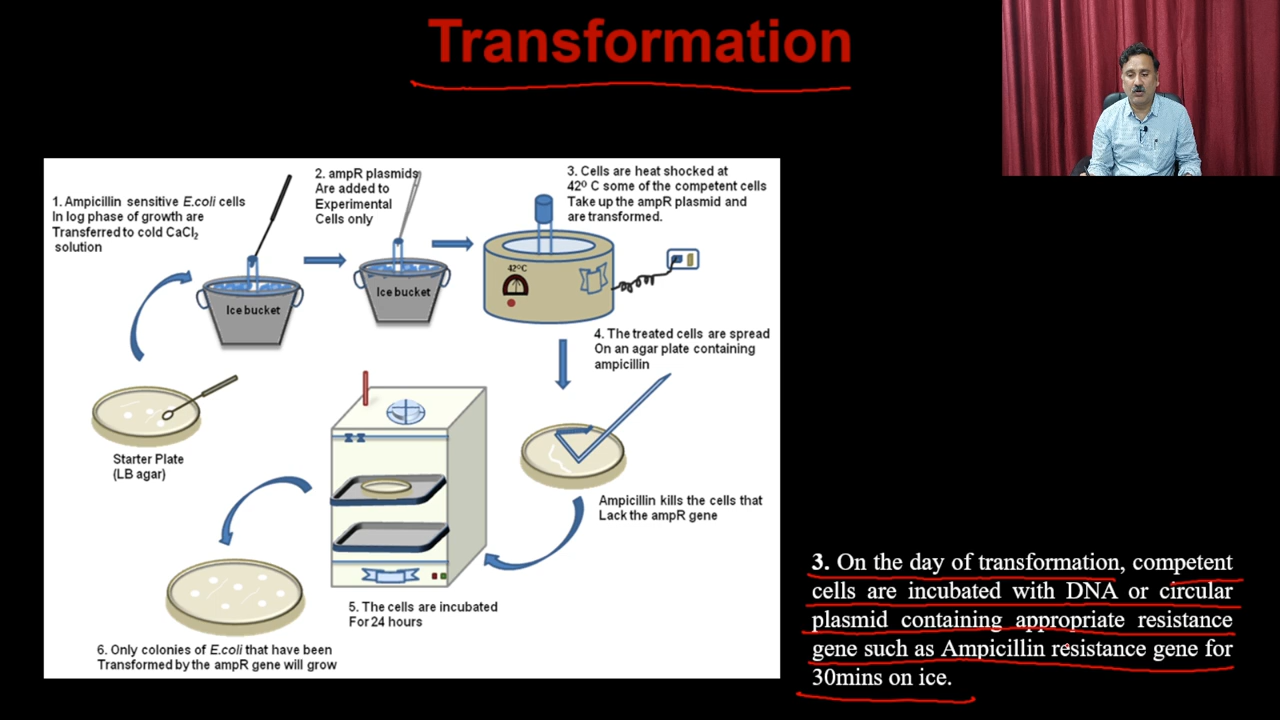 Transformation
1. Ampicillin sensitive E.coli cells
In log phase of growth are
Transferred to cold CaCl₂
solution
2. ampR plasmids
Are added to
Experimental
Cells only
3. Cells are heat shocked at
42⁰ C some of the competent cells
Take up the ampR plasmid and
are transformed.
Ice bucket
Ice bucket
42⁰C
4. The treated cells are spread
On an agar plate containing
ampicillin
Starter Plate
(LB agar)
Ampicillin kills the cells that
Lack the ampR gene
5. The cells are incubated
For 24 hours
6. Only colonies of E.coli that have been
Transformed by the ampR gene will grow
3. On the day of transformation, competent
cells are incubated with DNA or circular
plasmid containing appropriate resistance
gene such as Ampicillin resistance gene for
30mins on ice.